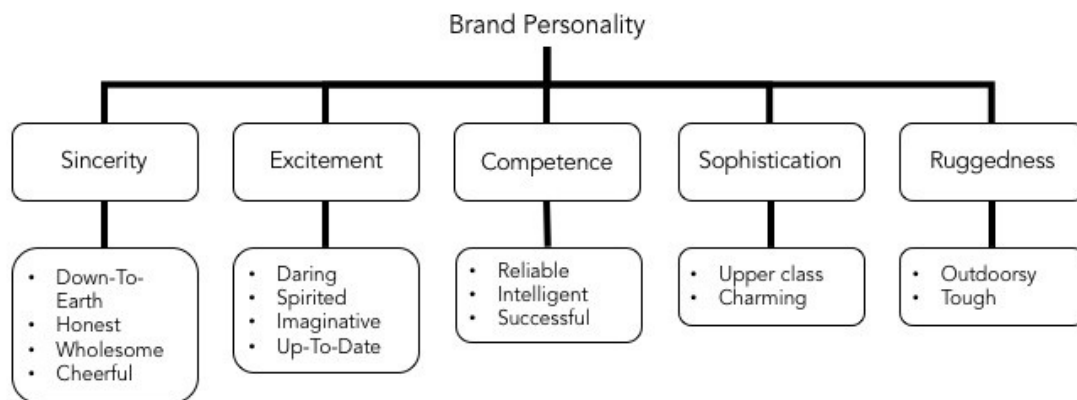 Brand Personality
Sincerity
Excitement
Competence
Sophistication
Ruggedness
• Down-To-
Earth
• Honest
• Wholesome
• Cheerful
• Daring
• Spirited
• Imaginative
• Up-To-Date
• Reliable
• Intelligent
• Successful
• Upper class
• Charming
• Outdoorsy
• Tough